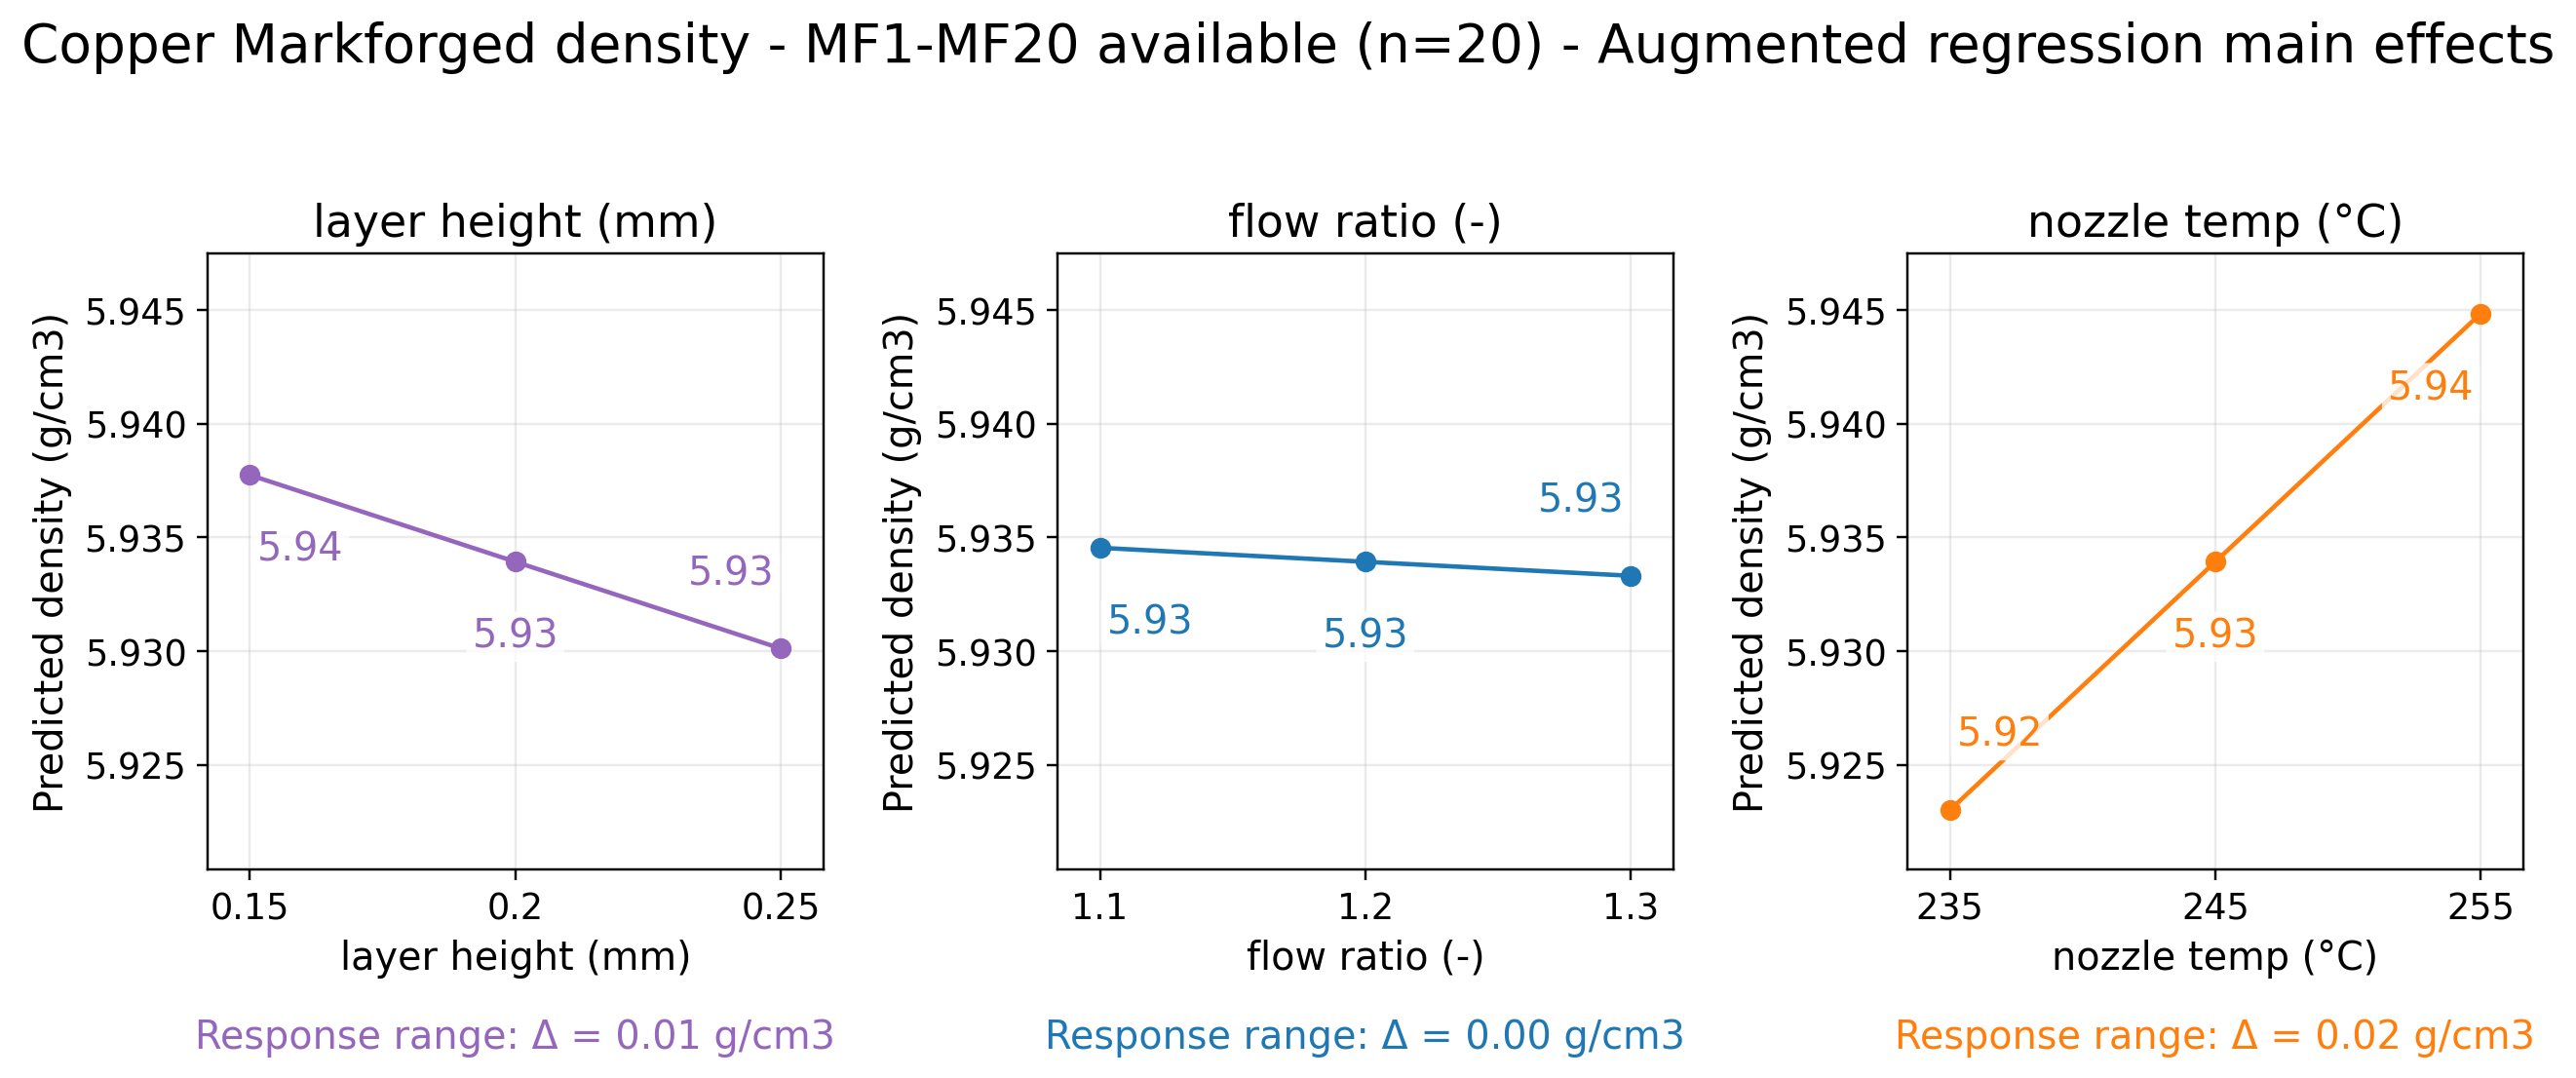 Copper Markforged density - MF1-MF20 available (n=20) - Augmented regression main effects
layer height (mm)
Predicted density (g/cm3)
5.945
5.940
5.935
5.930
5.925
5.94
5.93
5.93
0.15 0.2 0.25
layer height (mm)
Response range: Δ = 0.01 g/cm3
flow ratio (-)
Predicted density (g/cm3)
5.945
5.940
5.935
5.930
5.925
5.93
5.93
5.93
1.1 1.2 1.3
flow ratio (-)
Response range: Δ = 0.00 g/cm3
nozzle temp (°C)
Predicted density (g/cm3)
5.945
5.940
5.935
5.930
5.925
5.92
5.93
5.94
235 245 255
nozzle temp (°C)
Response range: Δ = 0.02 g/cm3